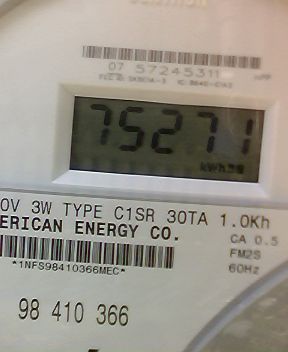 07 57245311
75271
kWh
0V 3W TYPE C1SR 30TA 1.0Kh
ERICAN ENERGY CO.
CA 0.5
FM2S
60Hz
*1NFS98410366MEC*
98 410 366